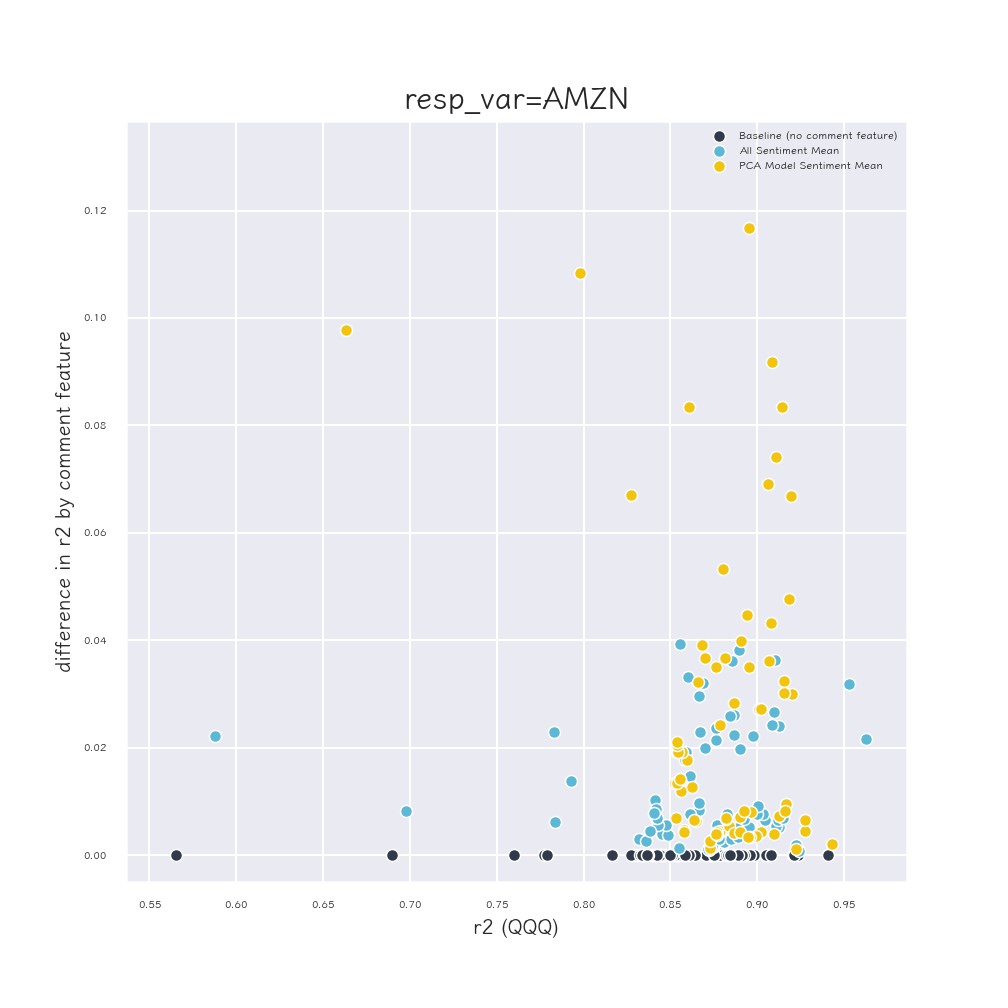 resp_var=AMZN
Baseline (no comment feature)
All Sentiment Mean
PCA Model Sentiment Mean
difference in r2 by comment feature
0.12
0.10
0.08
0.06
0.04
0.02
0.00
0.55 0.60 0.65 0.70 0.75 0.80 0.85 0.90 0.95
r2 (QQQ)